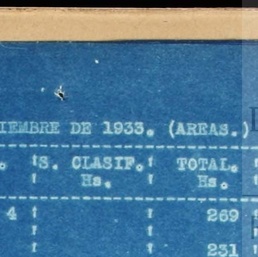 IEMBRE DE 1933. (AREAS.)
S. CLASIF. TOTAL.
Hs. Hs.
4 269
231